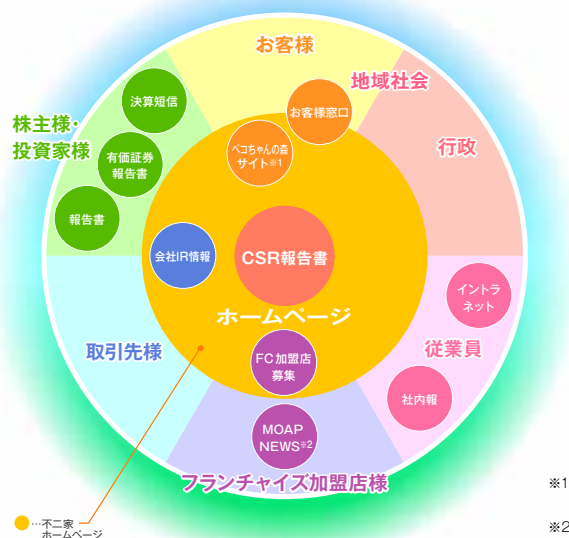 お客様
地域社会
行政
株主様・
投資家様
決算短信
有価証券
報告書
報告書
お客様窓口
ペコちゃんの森
サイト※1
会社IR情報
CSR報告書
ホームページ
イントラ
ネット
従業員
社内報
取引先様
FC加盟店
募集
MOAP
NEWS※2
フランチャイズ加盟店様
…不二家
ホームページ
※1
※2